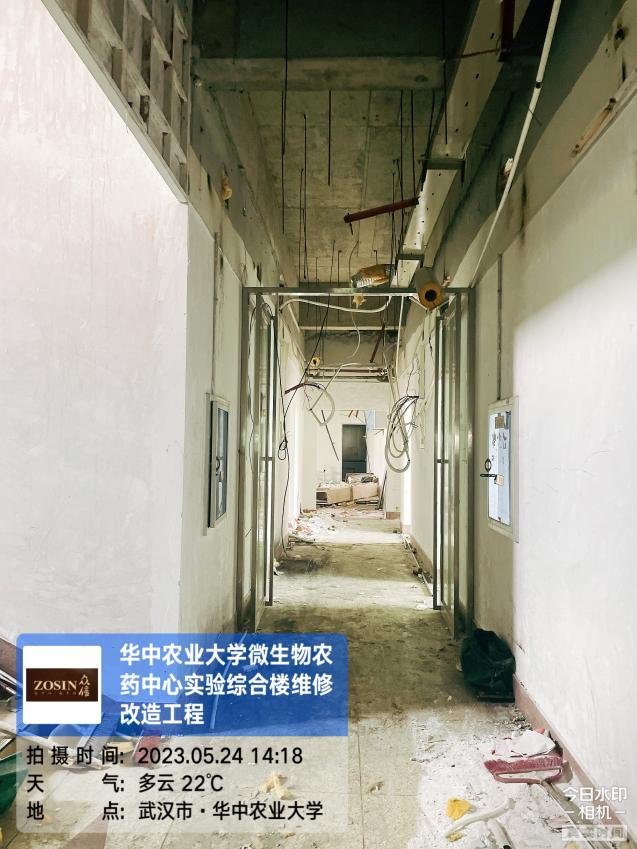 ZOSIN
华中农业大学微生物农
药中心实验综合楼维修
改造工程
拍摄时间: 2023.05.24 14:18
天 气: 多云 22℃
地 点: 武汉市·华中农业大学
今日水印
相机